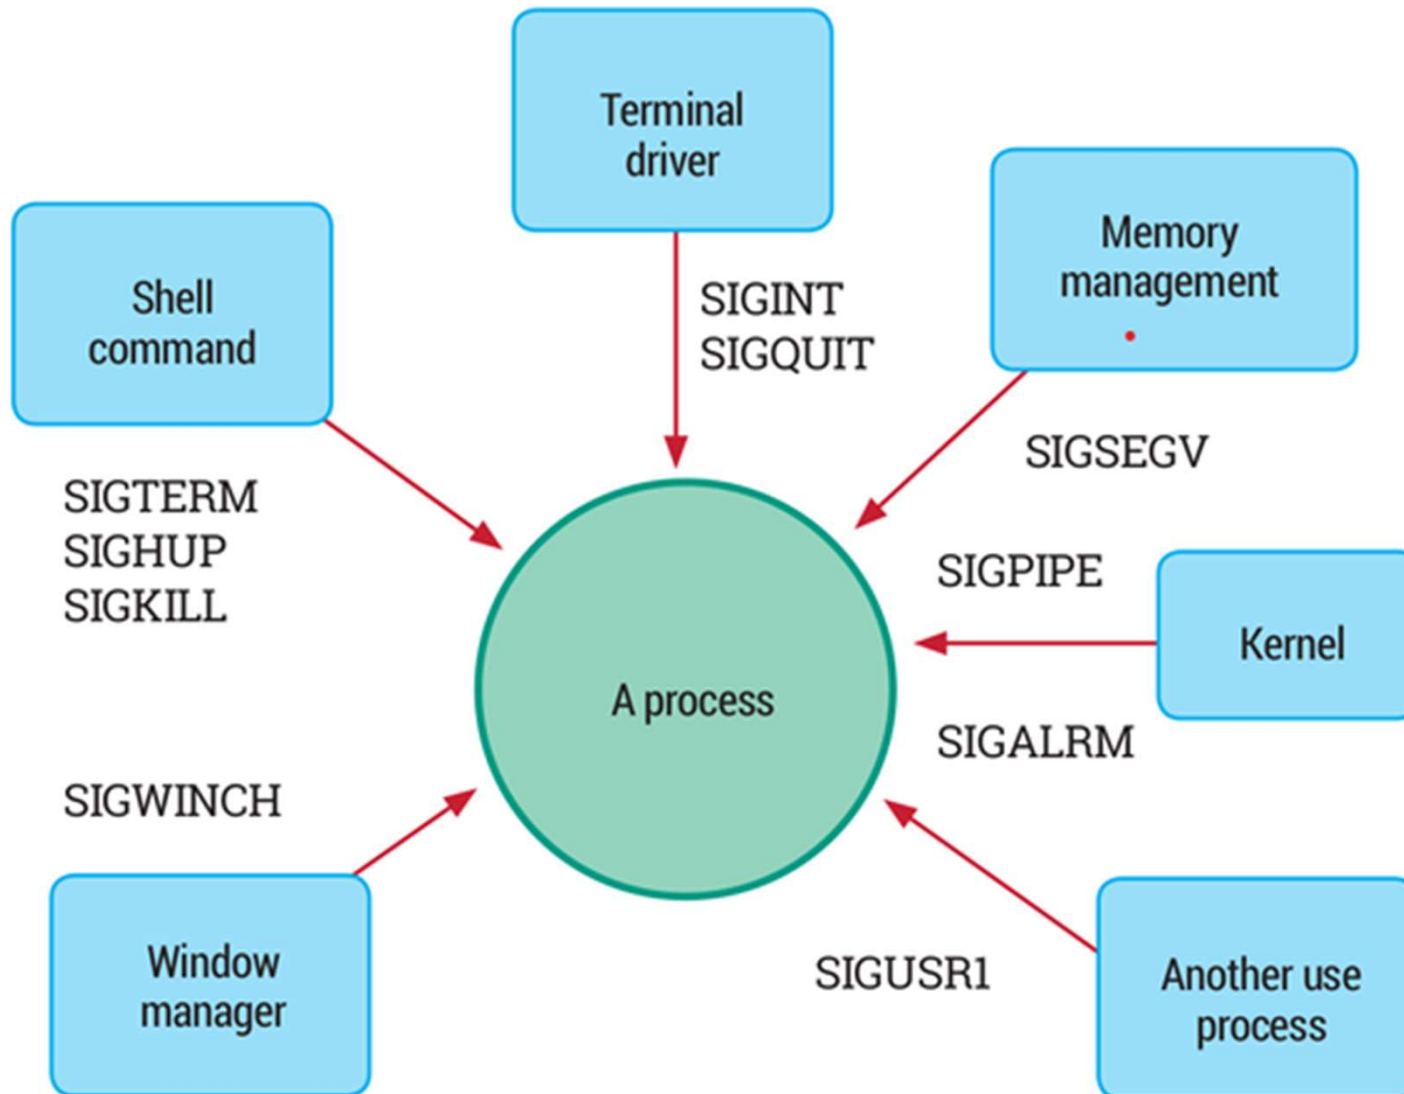 Terminal
driver
Memory
management
Shell
command
SIGINT
SIGQUIT
SIGSEGV
SIGTERM
SIGHUP
SIGKILL
SIGPIPE
Kernel
A process
SIGALRM
SIGWINCH
Window
manager
SIGUSR1
Another use
process